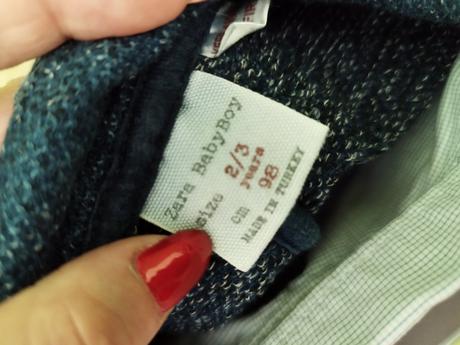 Zara BabyBoy
size 2/3 years
cm 98
MADE IN TURKEY